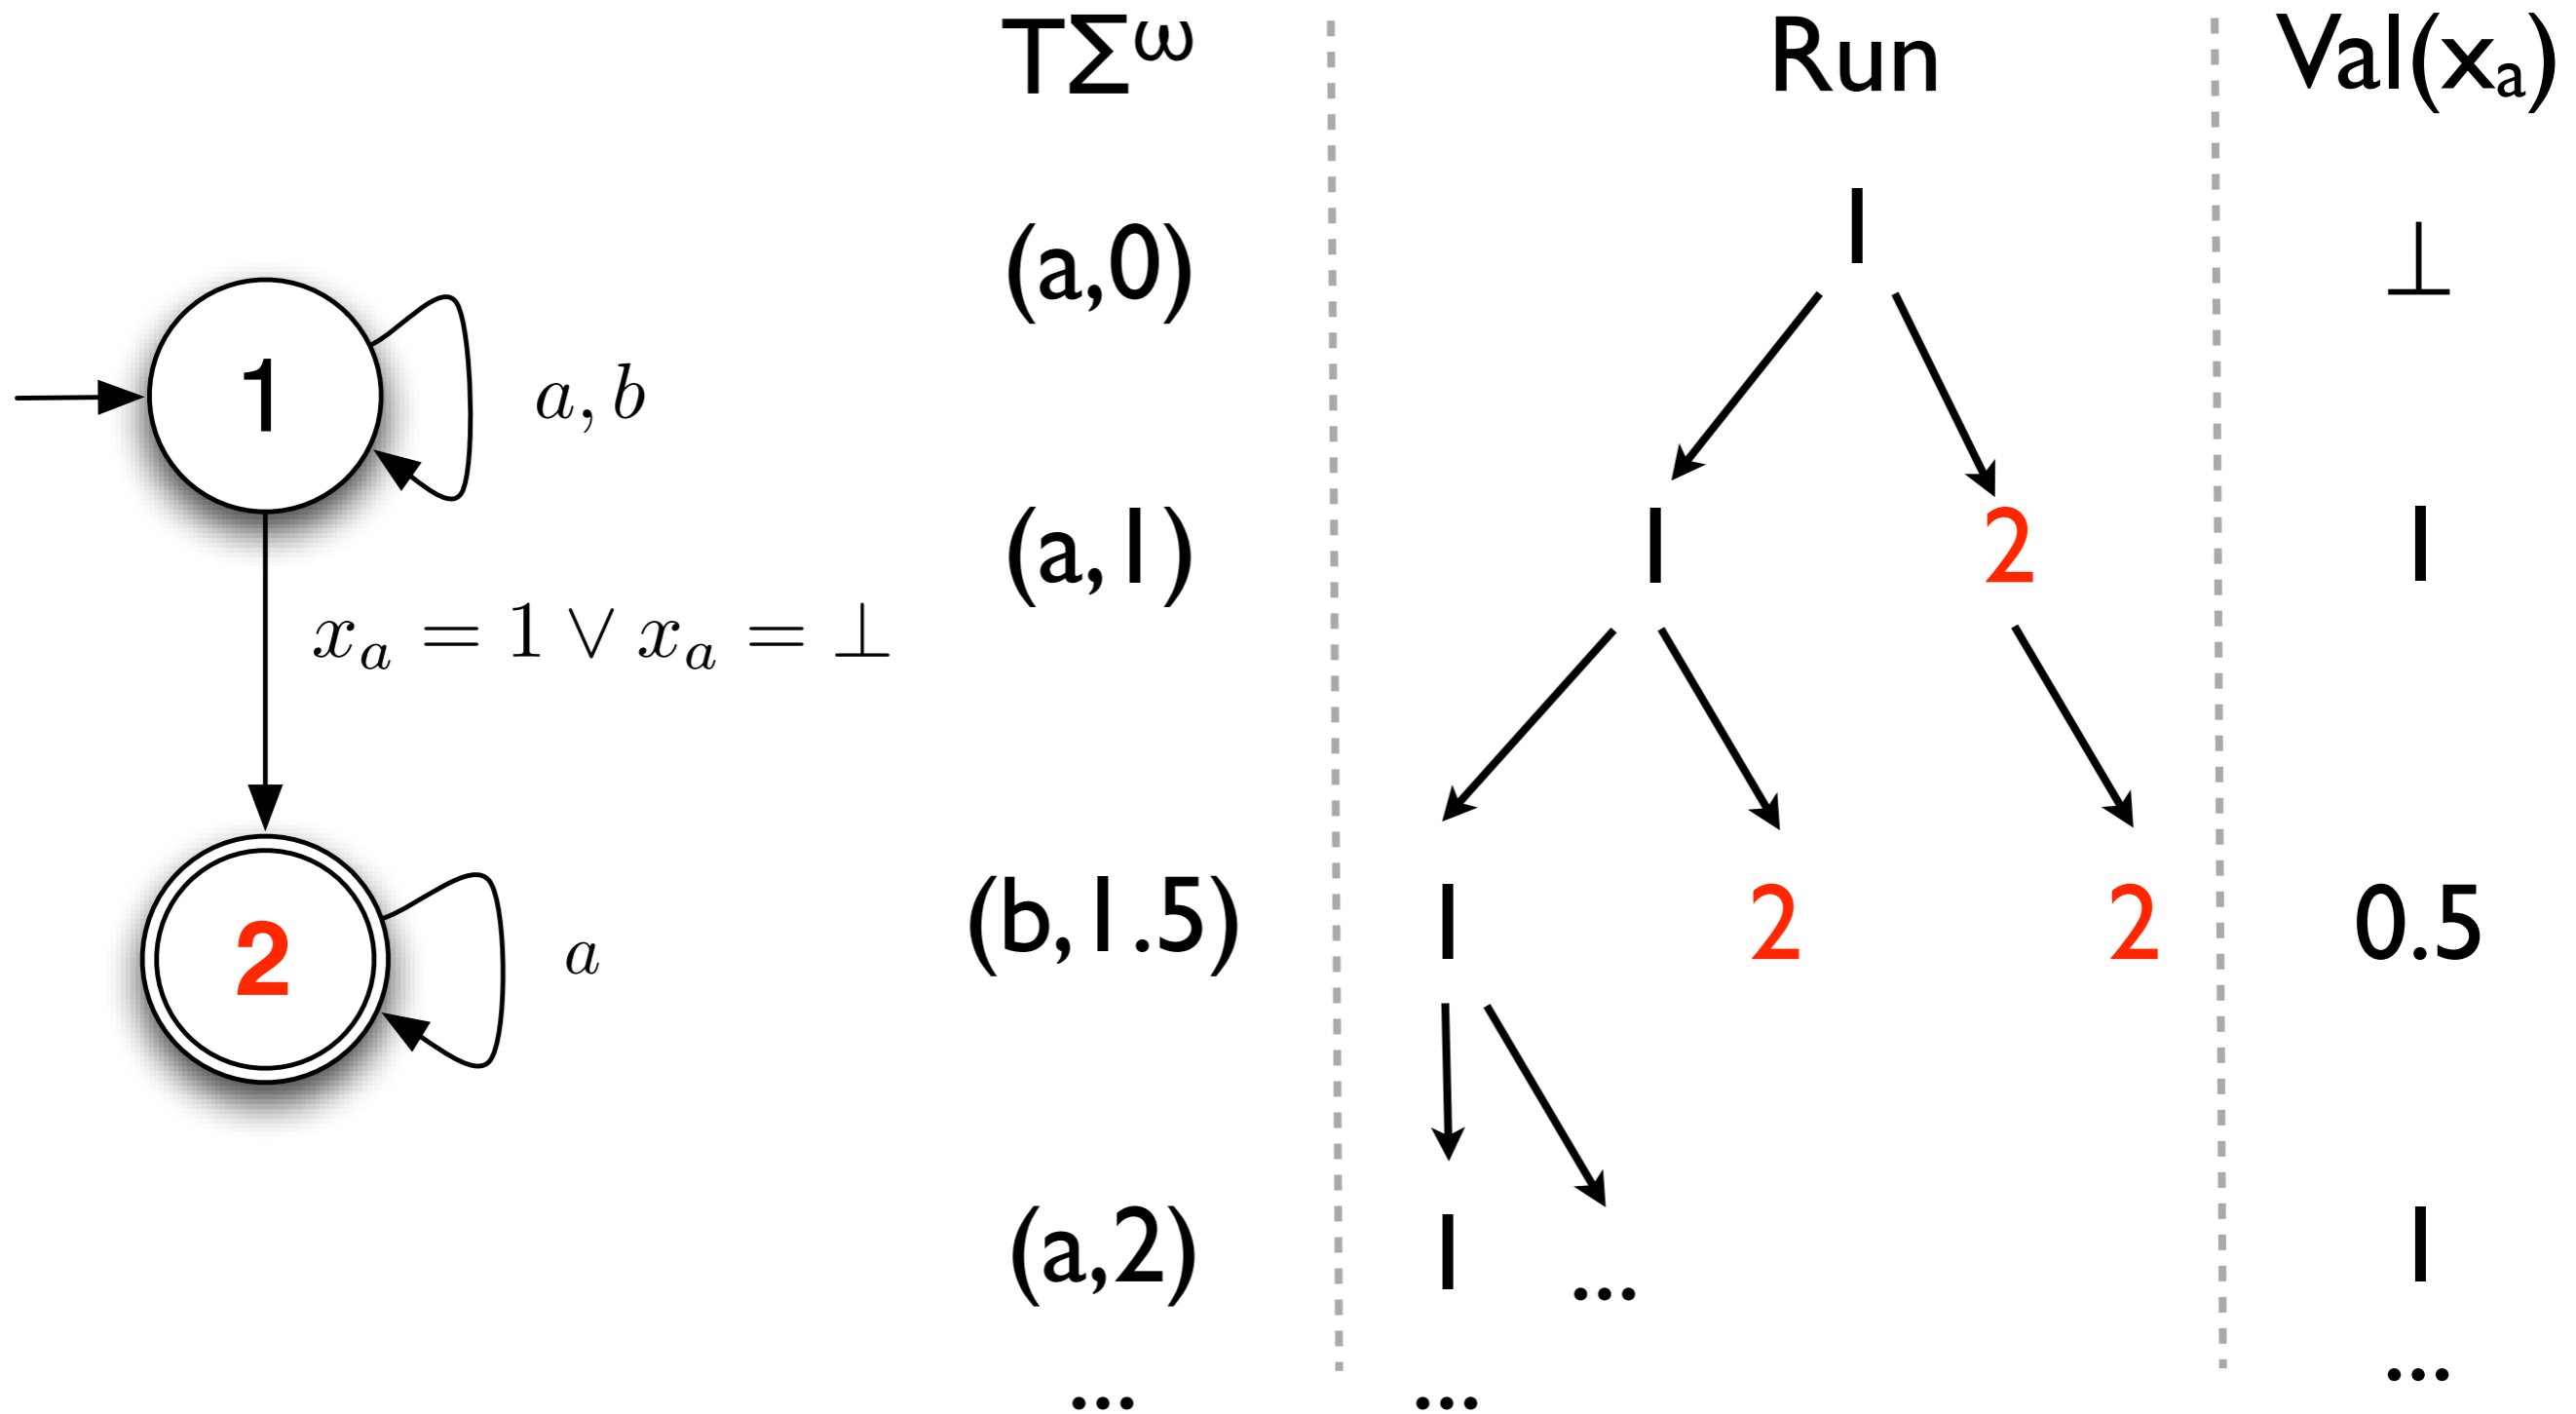 TΣω Run Val(xa)
(a,0) 1 ⊥
1 a, b
(a,1) 1 2 1
xa = 1 ∨ xa = ⊥
(b,1.5) 1 2 2 0.5
2 a
(a,2) 1 ... 1
... ... ...